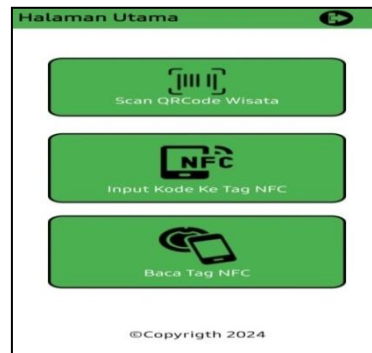 Halaman Utama
Scan QRCode Wisata
NFC
Input Kode Ke Tag NFC
Baca Tag NFC
©Copyrigth 2024